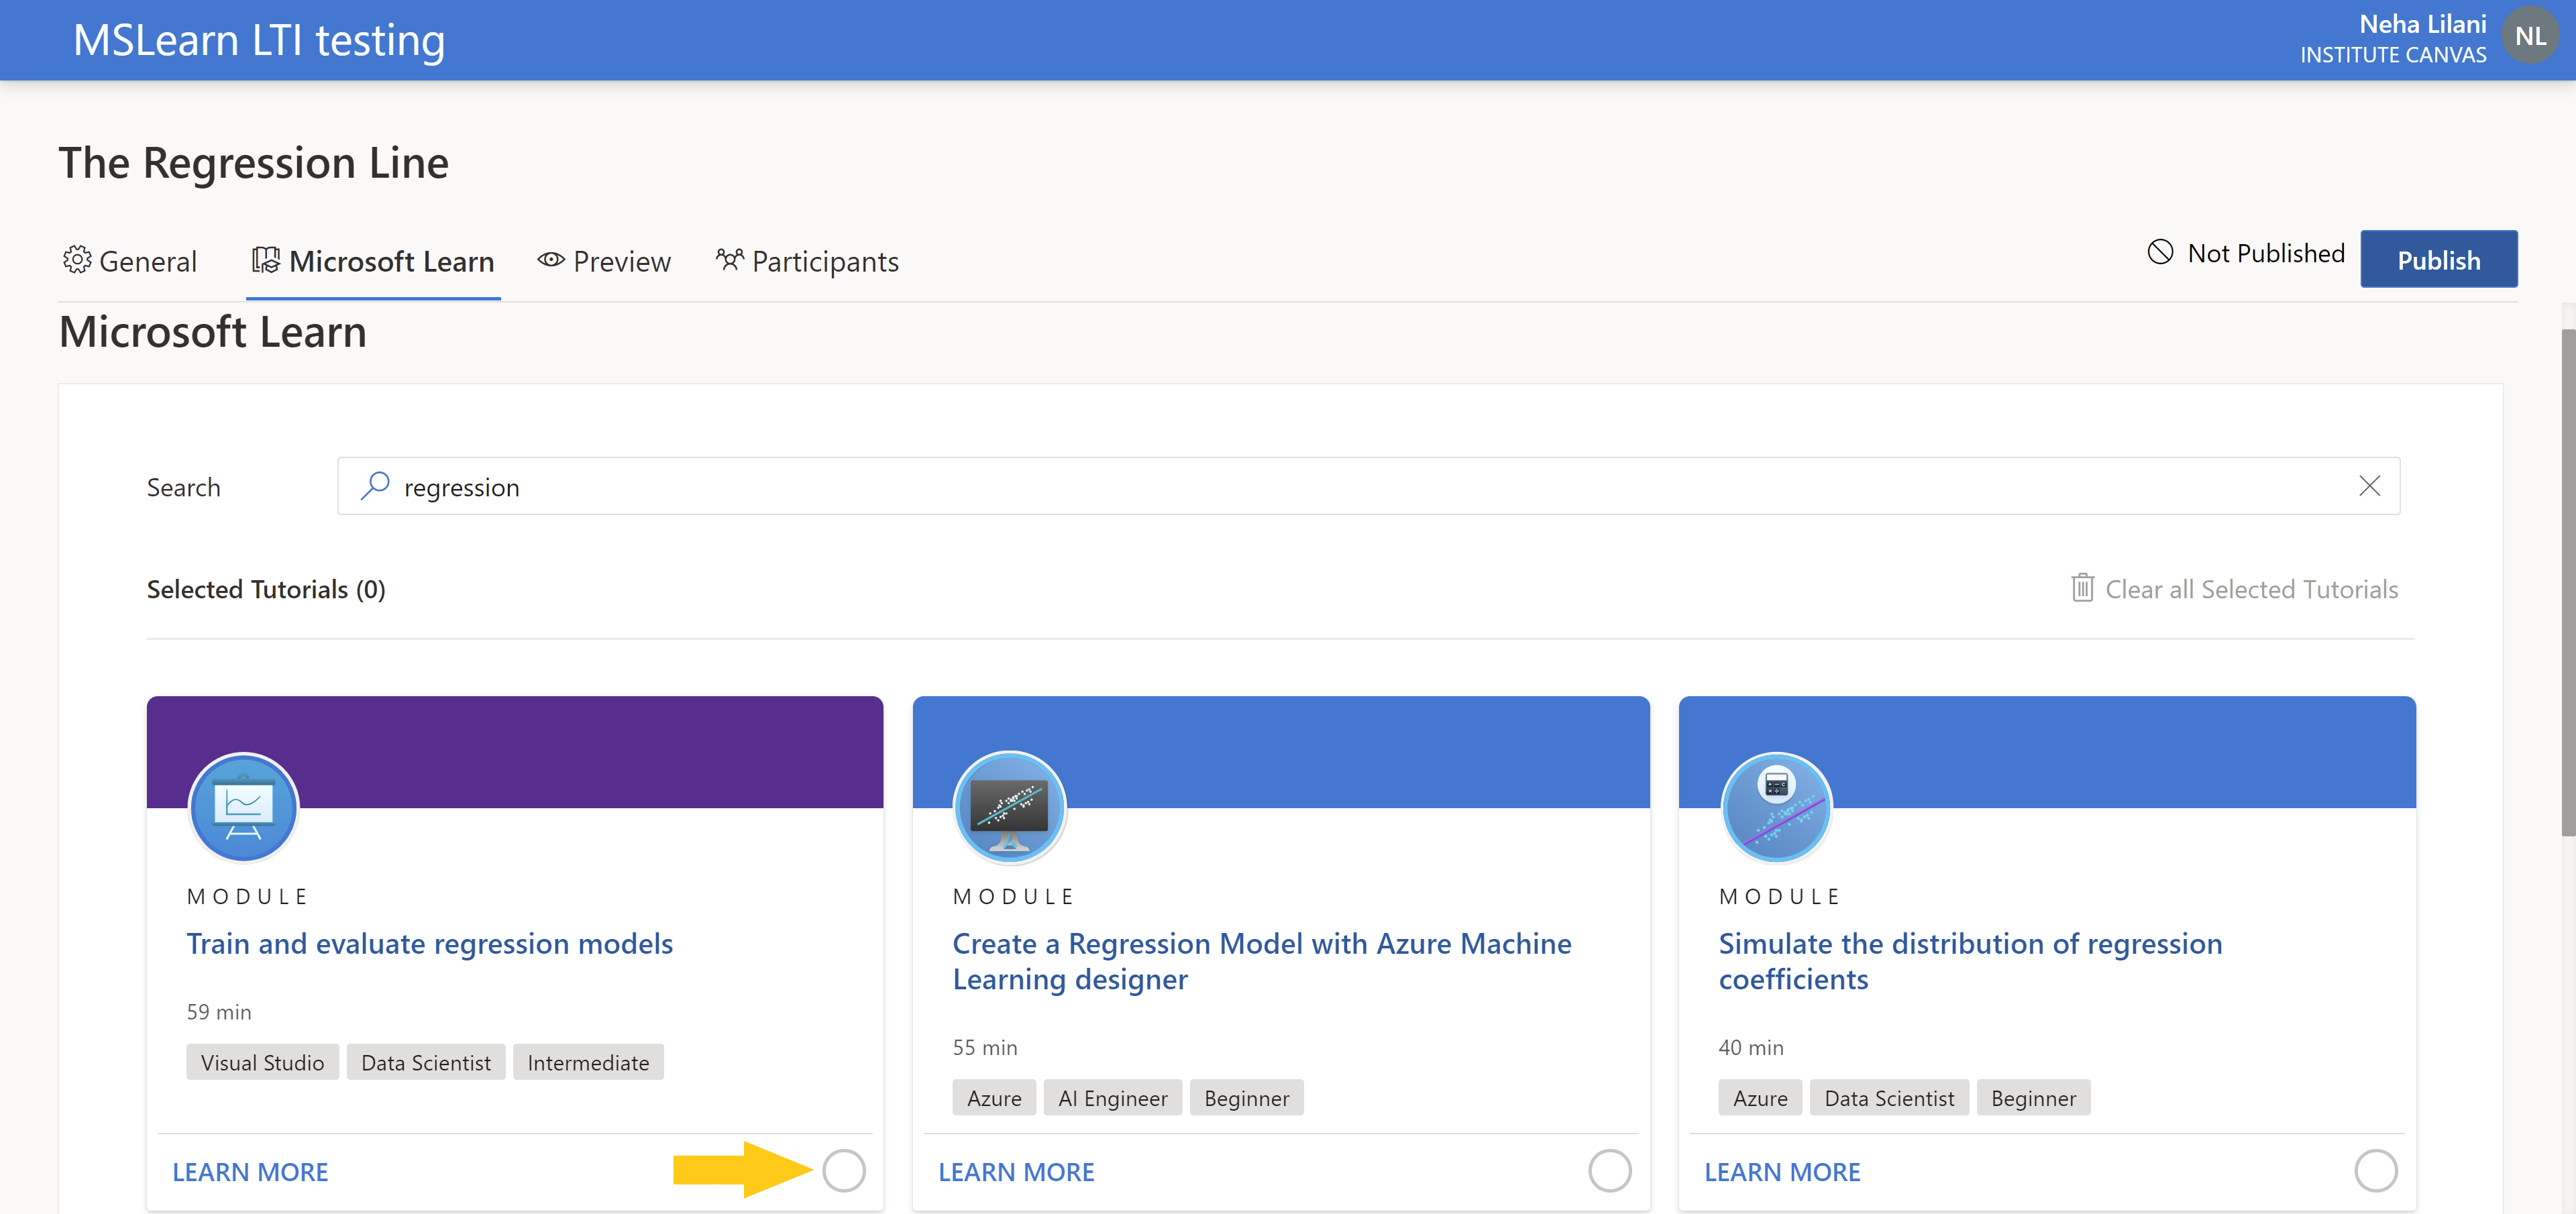 MSLearn LTI testing
Neha Lilani
INSTITUTE CANVAS
NL
The Regression Line
General
Microsoft Learn
Preview
Participants
Not Published
Publish
Microsoft Learn
Search
regression
Selected Tutorials (0)
Clear all Selected Tutorials
MODULE
Train and evaluate regression models
59 min
Visual Studio
Data Scientist
Intermediate
LEARN MORE
MODULE
Create a Regression Model with Azure Machine
Learning designer
55 min
Azure
AI Engineer
Beginner
LEARN MORE
MODULE
Simulate the distribution of regression
coefficients
40 min
Azure
Data Scientist
Beginner
LEARN MORE